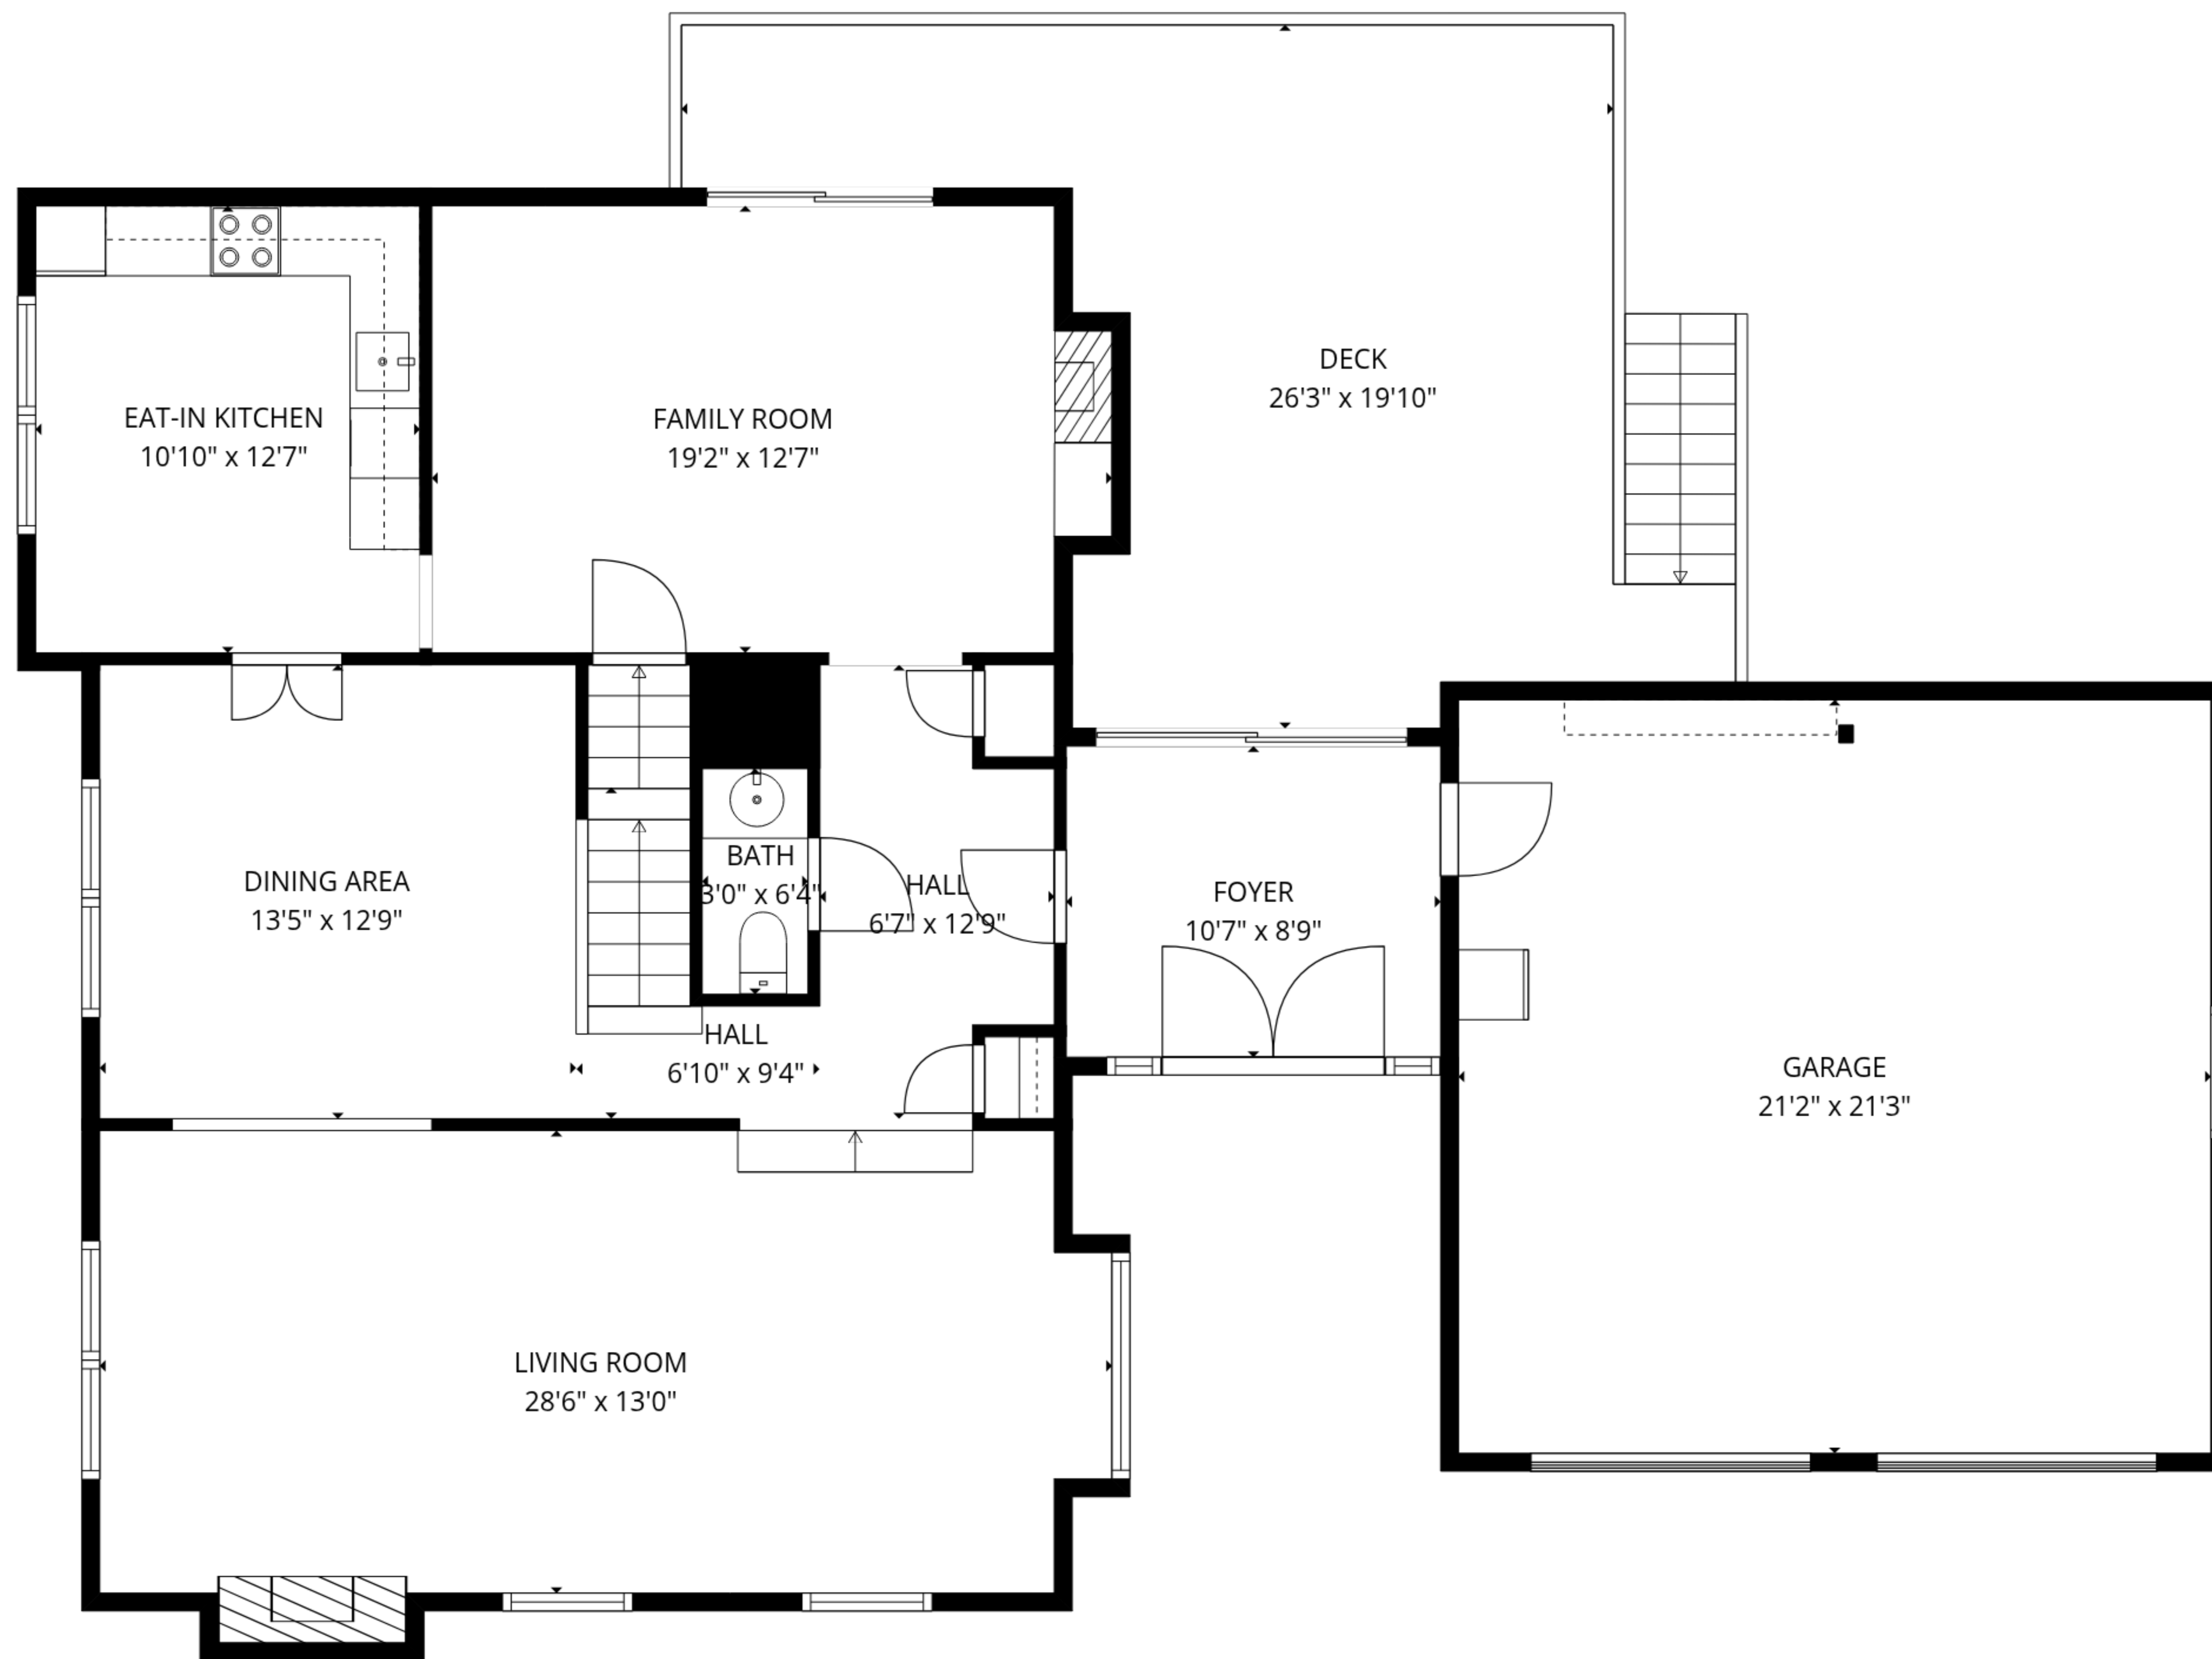 DECK
26'3" x 19'10"
EAT-IN KITCHEN
10'10" x 12'7"
FAMILY ROOM
19'2" x 12'7"
DINING AREA
13'5" x 12'9"
BATH
3'0" x 6'4"
HALL
6'7" x 12'9"
FOYER
10'7" x 8'9"
HALL
6'10" x 9'4"
GARAGE
21'2" x 21'3"
LIVING ROOM
28'6" x 13'0"